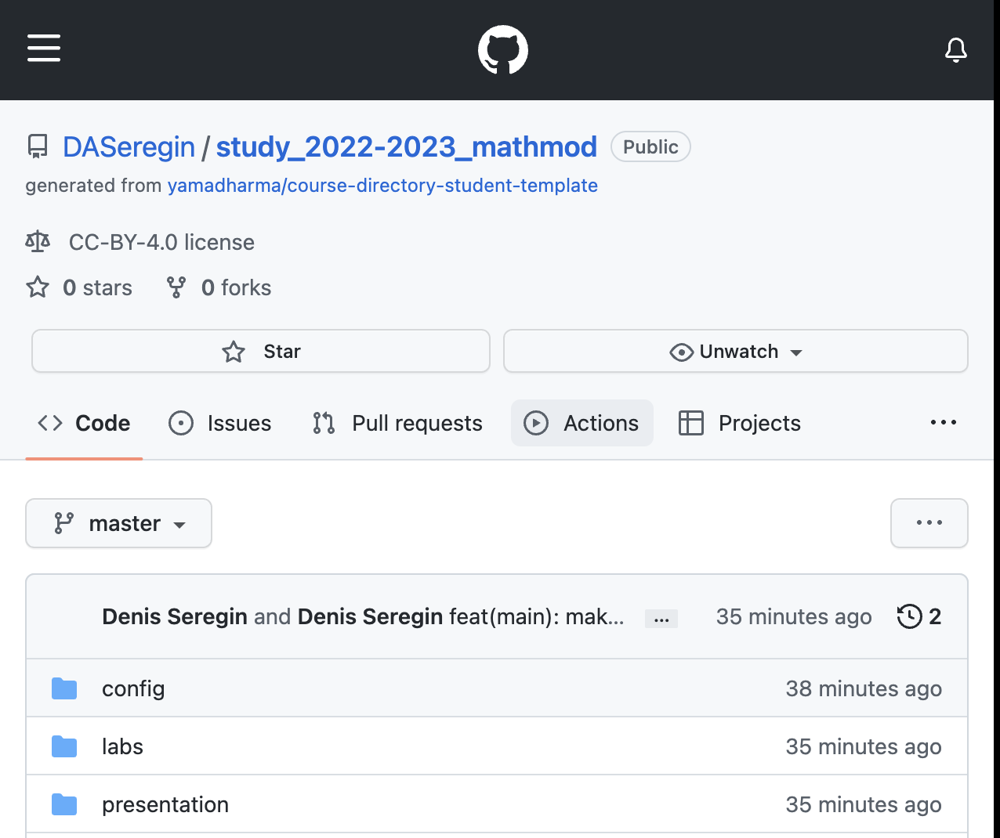 DASeregin / study_2022-2023_mathmod Public
generated from yamadharma/course-directory-student-template
CC-BY-4.0 license
0 stars 0 forks
Star Unwatch
Code Issues Pull requests Actions Projects ...
master ...
Denis Seregin and Denis Seregin feat(main): mak... ... 35 minutes ago 2
config 38 minutes ago
labs 35 minutes ago
presentation 35 minutes ago